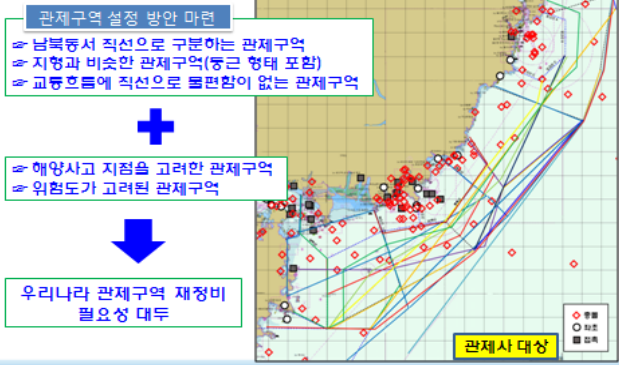 관제구역 설정 방안 마련
☞ 남북동서 직선으로 구분하는 관제구역
☞ 지형과 비슷한 관제구역(둥근 형태 포함)
☞ 교통흐름에 직선으로 불편함이 없는 관제구역
☞ 해양사고 지점을 고려한 관제구역
☞ 위험도가 고려된 관제구역
우리나라 관제구역 재정비
필요성 대두
충돌
좌초
접촉
관제사 대상